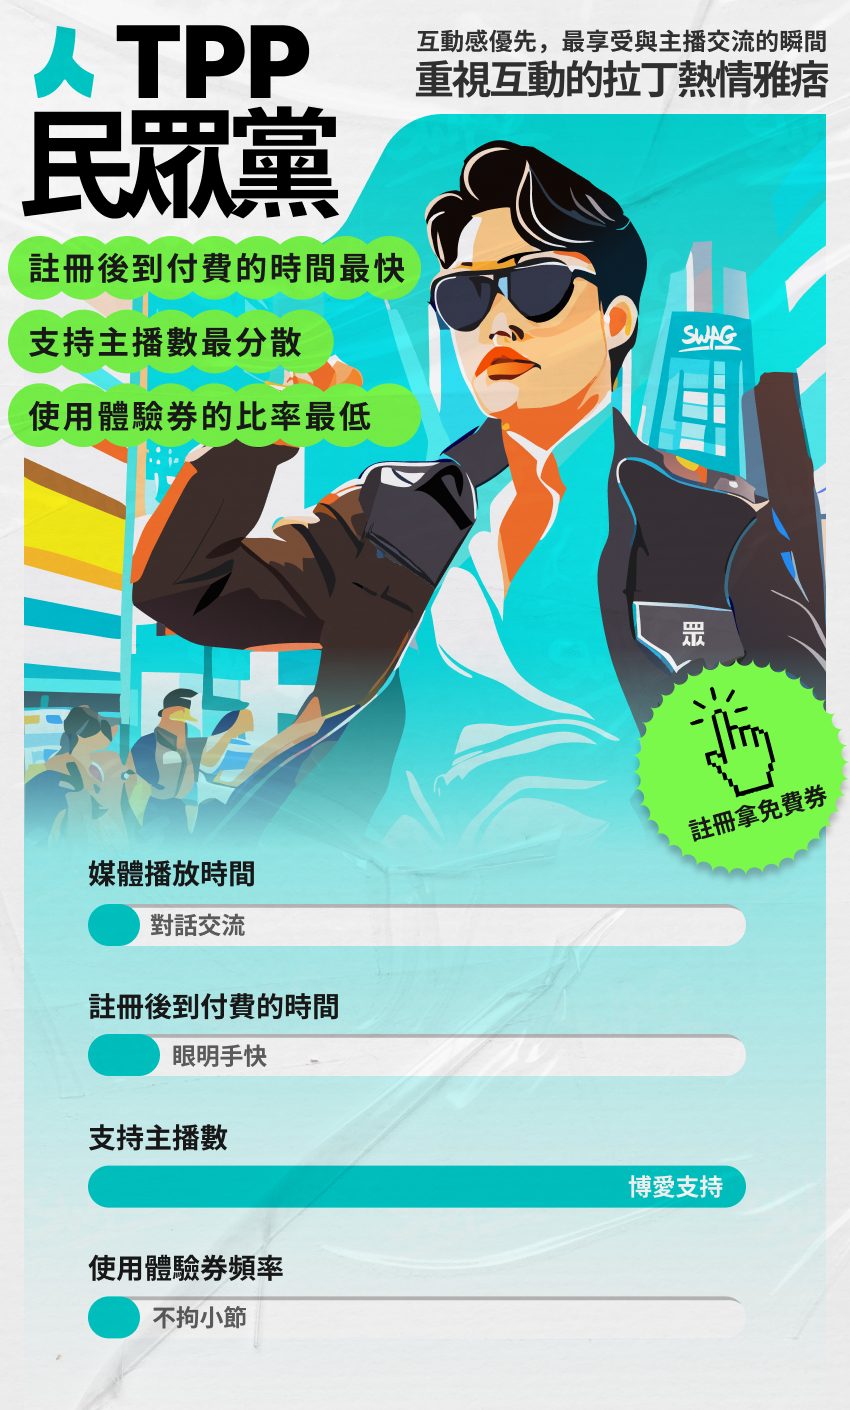 TPP
民眾黨
互動感優先，最享受與主播交流的瞬間
重視互動的拉丁熱情雅痞
註冊後到付費的時間最快
支持主播數最分散
使用體驗券的比率最低
SWAG
眾
註冊拿免費券
媒體播放時間
對話交流
註冊後到付費的時間
眼明手快
支持主播數
博愛支持
使用體驗券頻率
不拘小節